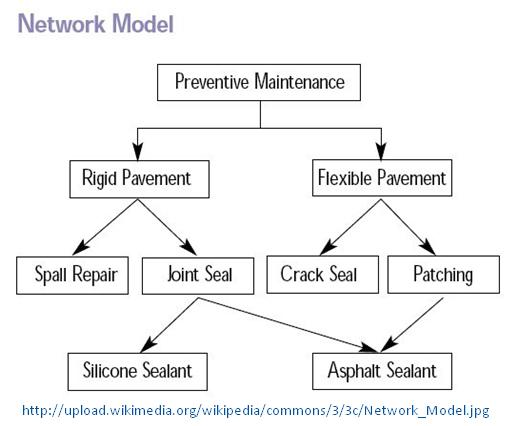 Network Model
Preventive Maintenance
Rigid Pavement
Flexible Pavement
Spall Repair
Joint Seal
Crack Seal
Patching
Silicone Sealant
Asphalt Sealant
http://upload.wikimedia.org/wikipedia/commons/3/3c/Network_Model.jpg